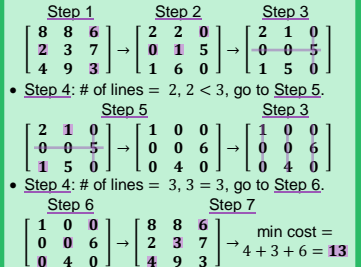 Step 1 Step 2 Step 3
[8 8 6] [2 2 0] [2 1 0]
[2 3 7] → [0 1 5] → [0 0 5]
[4 9 3] [1 6 0] [1 5 0]
• Step 4: # of lines = 2, 2 < 3, go to Step 5.
Step 5 Step 3
[2 1 0] [1 0 0] [1 0 0]
[0 0 5] → [0 0 6] → [0 0 6]
[1 5 0] [0 4 0] [0 4 0]
• Step 4: # of lines = 3, 3 = 3, go to Step 6.
Step 6 Step 7
[1 0 0] [8 8 6] min cost =
[0 0 6] → [2 3 7] → 4 + 3 + 6 = 13
[0 4 0] [4 9 3]